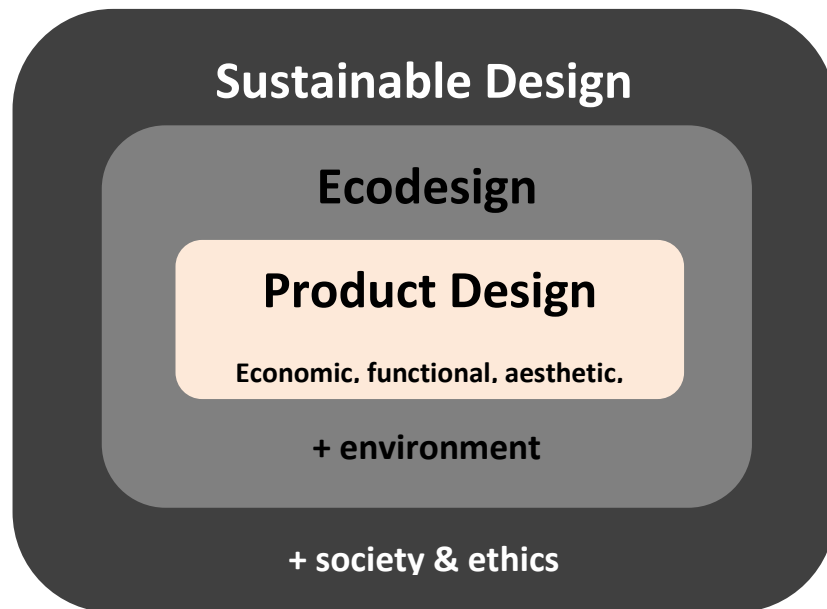 Sustainable Design
Ecodesign
Product Design
Economic, functional, aesthetic,
+ environment
+ society & ethics